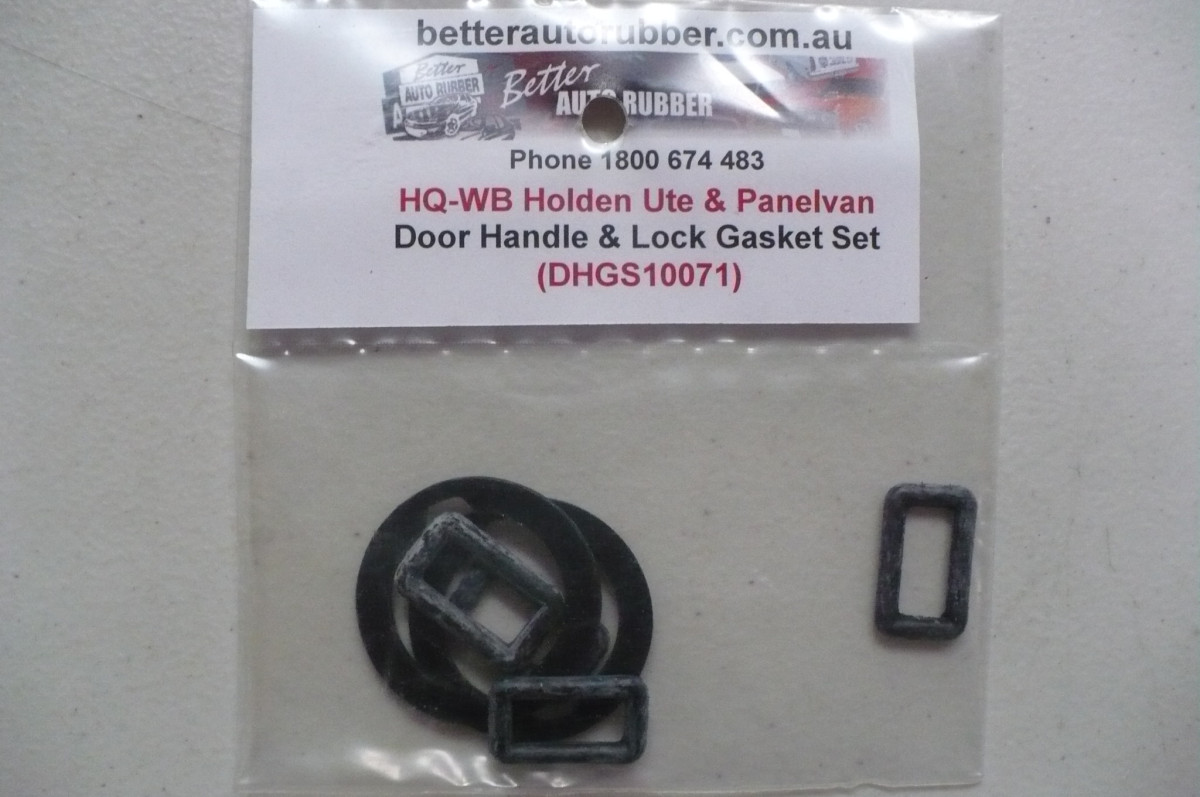 betterautorubber.com.au
Better
AUTO RUBBER
Better
AUTO RUBBER
Phone 1800 674 483
HQ-WB Holden Ute & Panelvan
Door Handle & Lock Gasket Set
(DHGS10071)